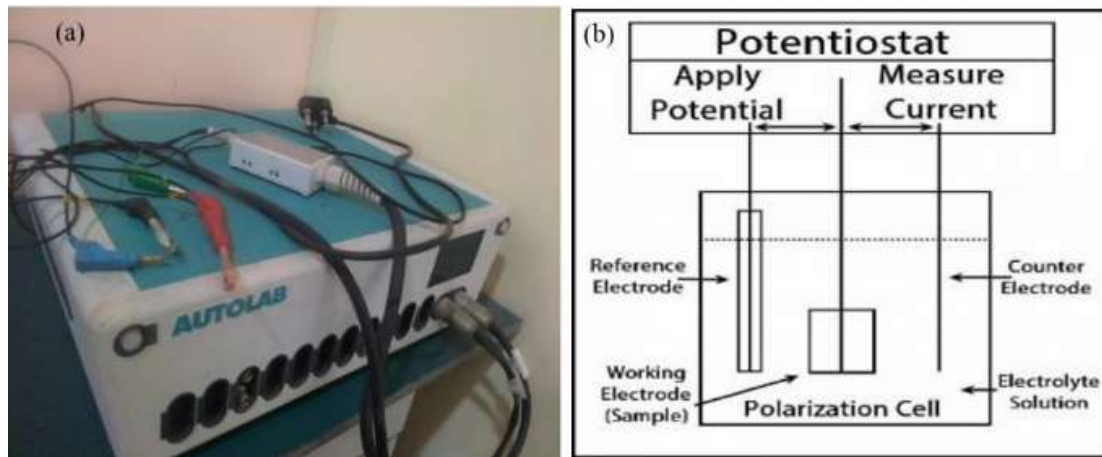 (a)
AUTOLAB
(b)
Potentiostat
Apply Measure
Potential Current
Reference
Electrode
Counter
Electrode
Working
Electrode
(Sample)
Electrolyte
Solution
Polarization Cell